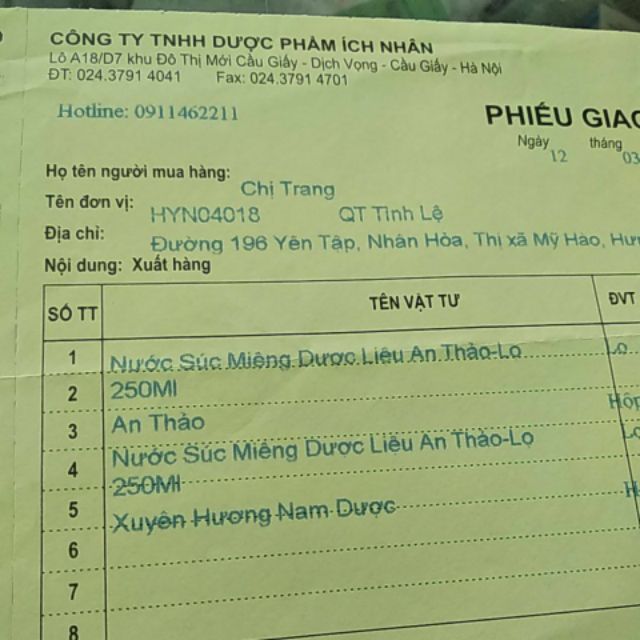 CÔNG TY TNHH DƯỢC PHẨM ÍCH NHÂN
Lô A18/D7 khu Đô Thị Mới Cầu Giấy - Dịch Vọng - Cầu Giấy - Hà Nội
ĐT: 024.3791 4041 Fax: 024.3791 4701
Hotline: 0911462211
PHIẾU GIAO
Ngày 12 tháng 03
Họ tên người mua hàng: Chị Trang
Tên đơn vị: HYN04018 QT Tình Lệ
Địa chỉ: Đường 196 Yên Tập, Nhân Hòa, Thị xã Mỹ Hào, Hưn
Nội dung: Xuất hàng
SỐ TT TÊN VẬT TƯ ĐVT
1 Nước Súc Miệng Dược Liệu An Thảo-Lọ Lọ
2 250Ml
3 An Thảo Hộp
4 Nước Súc Miệng Dược Liệu An Thảo-Lọ Lọ
250Ml
5 Xuyên Hương Nam Dược H
6
7
8